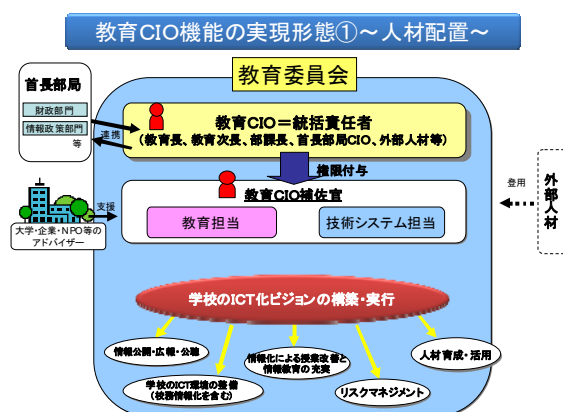 教育CIO機能の実現形態①～人材配置～
教育委員会
首長部局
財政部門
情報政策部門
等
連携
教育CIO＝統括責任者
(教育長、教育次長、部課長、首長部局CIO、外部人材等)
権限付与
教育CIO補佐官
教育担当
技術システム担当
支援
大学・企業・NPO等の
アドバイザー
登用
外部人材
学校のICT化ビジョンの構築・実行
情報公開・広報・公聴
学校のICT環境の整備
(校務情報化を含む)
情報化による授業改善と
情報教育の充実
リスクマネジメント
人材育成・活用